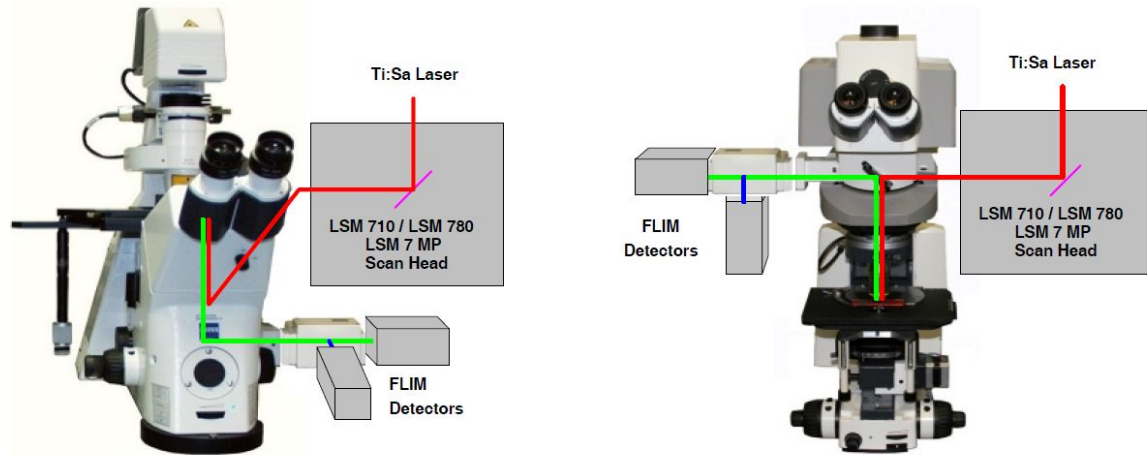 Ti:Sa Laser
LSM 710 / LSM 780
LSM 7 MP
Scan Head
FLIM
Detectors
Ti:Sa Laser
LSM 710 / LSM 780
LSM 7 MP
Scan Head
FLIM
Detectors
ZEISS